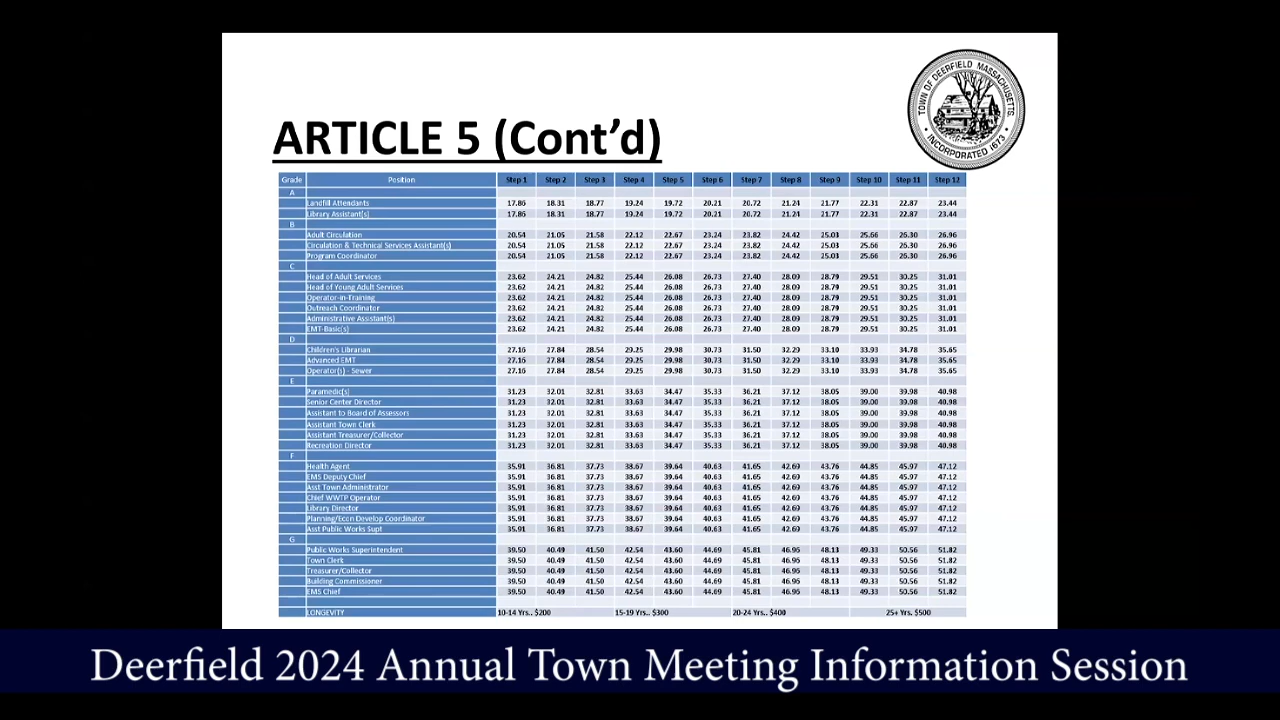 TOWN OF DEERFIELD MASSACHUSETTS.
• INCORPORATED 1673 •
ARTICLE 5 (Cont’d)
Grade Position Step 1 Step 2 Step 3 Step 4 Step 5 Step 6 Step 7 Step 8 Step 9 Step 10 Step 11 Step 12
A
Landfill Attendants 17.86 18.31 18.77 19.24 19.72 20.21 20.72 21.24 21.77 22.31 22.87 23.44
Library Assistant(s) 17.86 18.31 18.77 19.24 19.72 20.21 20.72 21.24 21.77 22.31 22.87 23.44
B
Adult Circulation 20.54 21.05 21.58 22.12 22.67 23.24 23.82 24.42 25.03 25.66 26.30 26.96
Circulation & Technical Services Assistant(s) 20.54 21.05 21.58 22.12 22.67 23.24 23.82 24.42 25.03 25.66 26.30 26.96
Program Coordinator 20.54 21.05 21.58 22.12 22.67 23.24 23.82 24.42 25.03 25.66 26.30 26.96
C
Head of Adult Services 23.62 24.21 24.82 25.44 26.08 26.73 27.40 28.09 28.79 29.51 30.25 31.01
Head of Young Adult Services 23.62 24.21 24.82 25.44 26.08 26.73 27.40 28.09 28.79 29.51 30.25 31.01
Operator-in-Training 23.62 24.21 24.82 25.44 26.08 26.73 27.40 28.09 28.79 29.51 30.25 31.01
Outreach Coordinator 23.62 24.21 24.82 25.44 26.08 26.73 27.40 28.09 28.79 29.51 30.25 31.01
Administrative Assistant(s) 23.62 24.21 24.82 25.44 26.08 26.73 27.40 28.09 28.79 29.51 30.25 31.01
EMT-Basic(s) 23.62 24.21 24.82 25.44 26.08 26.73 27.40 28.09 28.79 29.51 30.25 31.01
D
Children's Librarian 27.16 27.84 28.54 29.25 29.98 30.73 31.50 32.29 33.10 33.93 34.78 35.65
Advanced EMT 27.16 27.84 28.54 29.25 29.98 30.73 31.50 32.29 33.10 33.93 34.78 35.65
Operator(s) - Sewer 27.16 27.84 28.54 29.25 29.98 30.73 31.50 32.29 33.10 33.93 34.78 35.65
E
Paramedic(s) 31.23 32.01 32.81 33.63 34.47 35.33 36.21 37.12 38.05 39.00 39.98 40.98
Senior Center Director 31.23 32.01 32.81 33.63 34.47 35.33 36.21 37.12 38.05 39.00 39.98 40.98
Assistant to Board of Assessors 31.23 32.01 32.81 33.63 34.47 35.33 36.21 37.12 38.05 39.00 39.98 40.98
Assistant Town Clerk 31.23 32.01 32.81 33.63 34.47 35.33 36.21 37.12 38.05 39.00 39.98 40.98
Assistant Treasurer/Collector 31.23 32.01 32.81 33.63 34.47 35.33 36.21 37.12 38.05 39.00 39.98 40.98
Recreation Director 31.23 32.01 32.81 33.63 34.47 35.33 36.21 37.12 38.05 39.00 39.98 40.98
F
Health Agent 35.91 36.81 37.73 38.67 39.64 40.63 41.65 42.69 43.76 44.85 45.97 47.12
EMS Deputy Chief 35.91 36.81 37.73 38.67 39.64 40.63 41.65 42.69 43.76 44.85 45.97 47.12
Asst Town Administrator 35.91 36.81 37.73 38.67 39.64 40.63 41.65 42.69 43.76 44.85 45.97 47.12
Chief WWTP Operator 35.91 36.81 37.73 38.67 39.64 40.63 41.65 42.69 43.76 44.85 45.97 47.12
Library Director 35.91 36.81 37.73 38.67 39.64 40.63 41.65 42.69 43.76 44.85 45.97 47.12
Planning/Econ Develop Coordinator 35.91 36.81 37.73 38.67 39.64 40.63 41.65 42.69 43.76 44.85 45.97 47.12
Asst Public Works Supt 35.91 36.81 37.73 38.67 39.64 40.63 41.65 42.69 43.76 44.85 45.97 47.12
G
Public Works Superintendent 39.50 40.49 41.50 42.54 43.60 44.69 45.81 46.96 48.13 49.33 50.56 51.82
Town Clerk 39.50 40.49 41.50 42.54 43.60 44.69 45.81 46.96 48.13 49.33 50.56 51.82
Treasurer/Collector 39.50 40.49 41.50 42.54 43.60 44.69 45.81 46.96 48.13 49.33 50.56 51.82
Building Commissioner 39.50 40.49 41.50 42.54 43.60 44.69 45.81 46.96 48.13 49.33 50.56 51.82
EMS Chief 39.50 40.49 41.50 42.54 43.60 44.69 45.81 46.96 48.13 49.33 50.56 51.82
LONGEVITY 10-14 Yrs.. $200 15-19 Yrs.. $300 20-24 Yrs.. $400 25+ Yrs. $500
Deerfield 2024 Annual Town Meeting Information Session